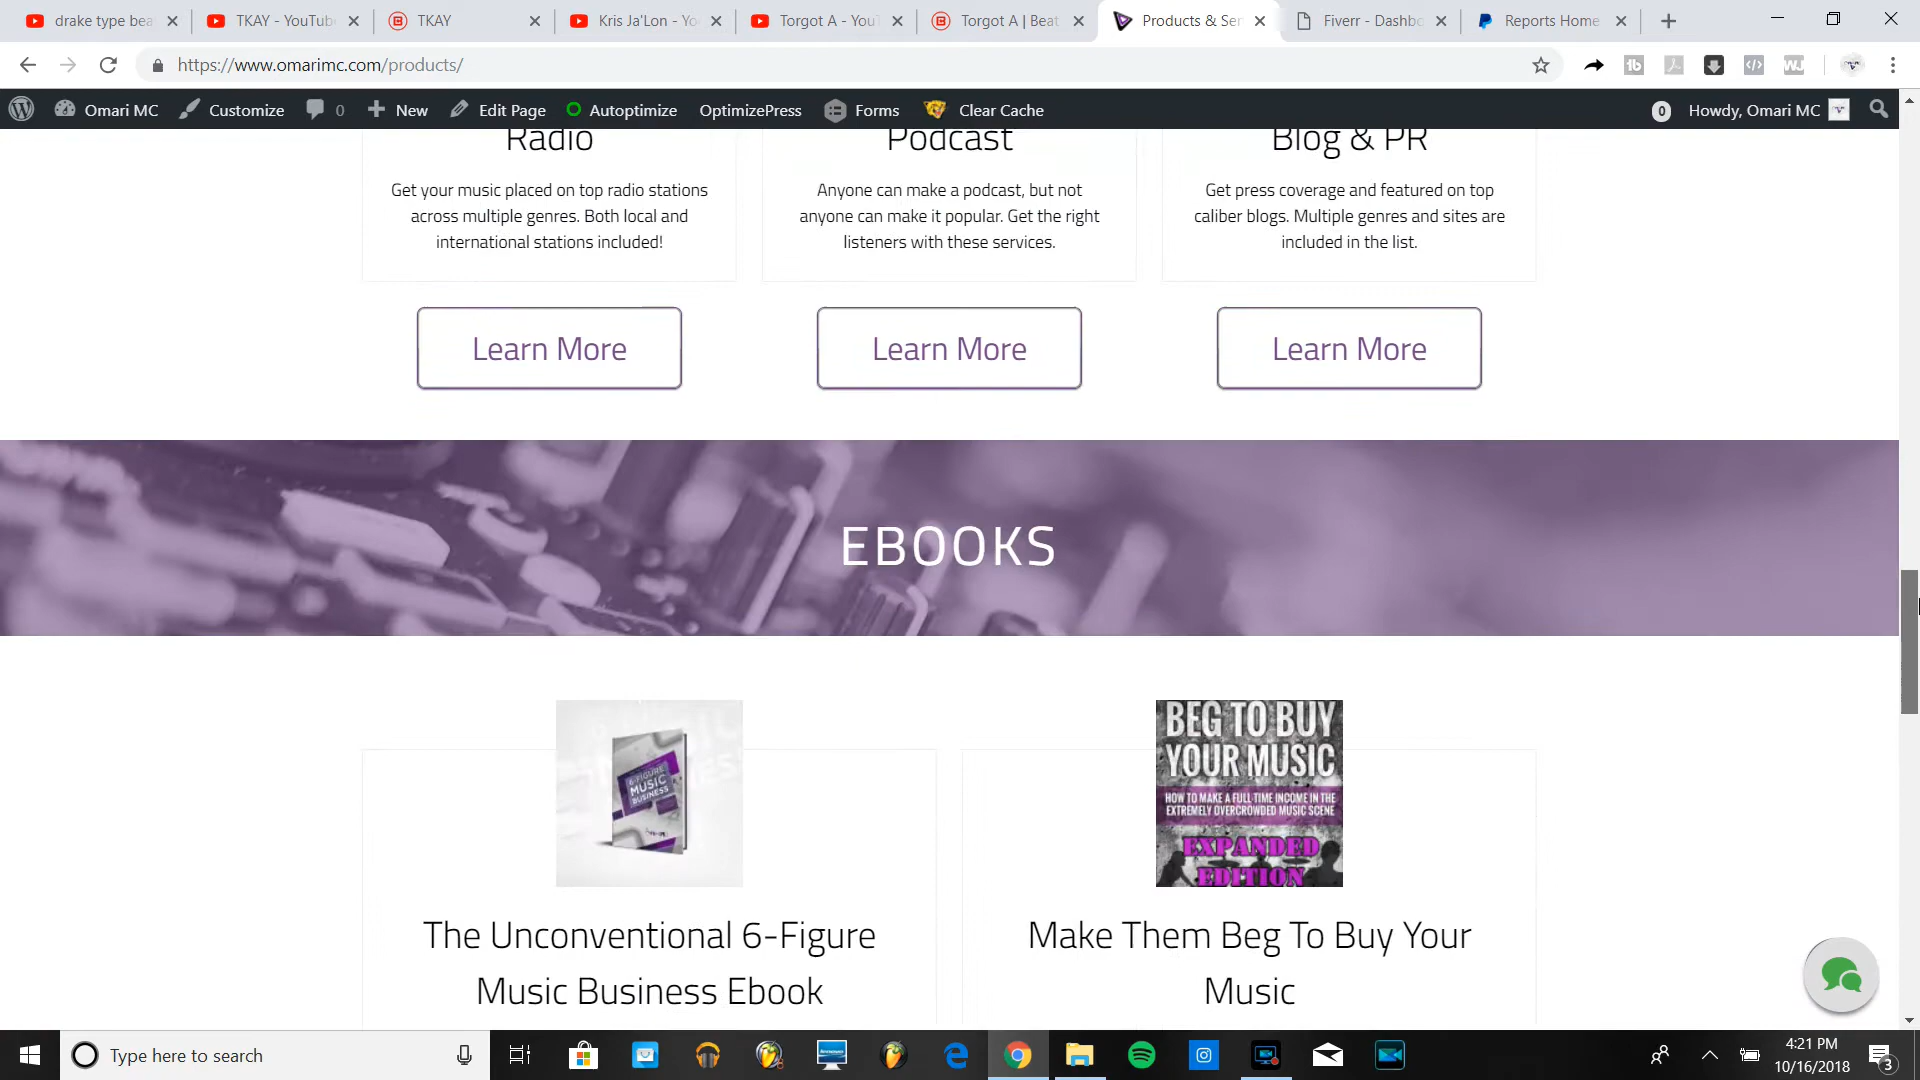 drake type bea
TKAY - YouTube
TKAY
Kris Ja'Lon - Yo
Torgot A - YouT
Torgot A | Beat
Products & Ser
Fiverr - Dashbo
Reports Home
https://www.omarimc.com/products/
Omari MC
Customize
0
New
Edit Page
Autoptimize
OptimizePress
Forms
Clear Cache
0
Howdy, Omari MC
Radio
Get your music placed on top radio stations
across multiple genres. Both local and
international stations included!
Learn More
Podcast
Anyone can make a podcast, but not
anyone can make it popular. Get the right
listeners with these services.
Learn More
Blog & PR
Get press coverage and featured on top
caliber blogs. Multiple genres and sites are
included in the list.
Learn More
EBOOKS
6-FIGURE
MUSIC
BUSINESS
The Unconventional 6-Figure
Music Business Ebook
BEG TO BUY
YOUR MUSIC
HOW TO MAKE A FULL TIME INCOME IN THE
EXTREMELY OVERCROWDED MUSIC SCENE
EXPANDED
EDITION
Make Them Beg To Buy Your
Music
Type here to search
4:21 PM
10/16/2018
3